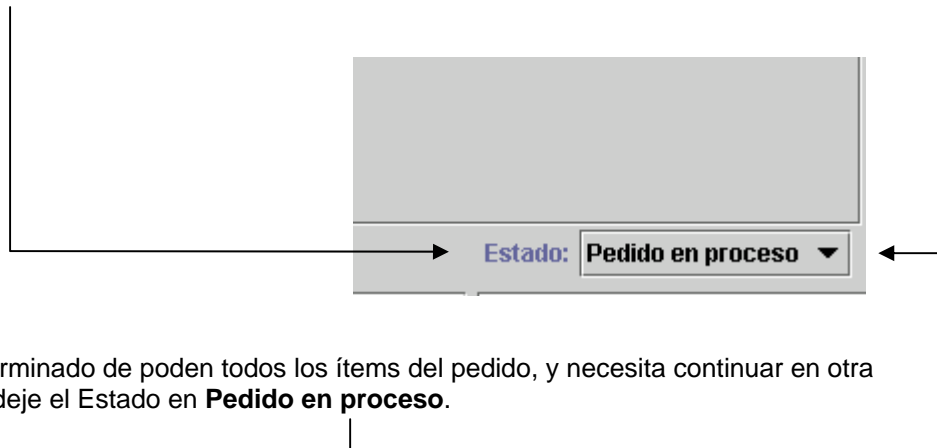 Estado: Pedido en proceso
rminado de poden todos los ítems del pedido, y necesita continuar en otra
deje el Estado en Pedido en proceso.